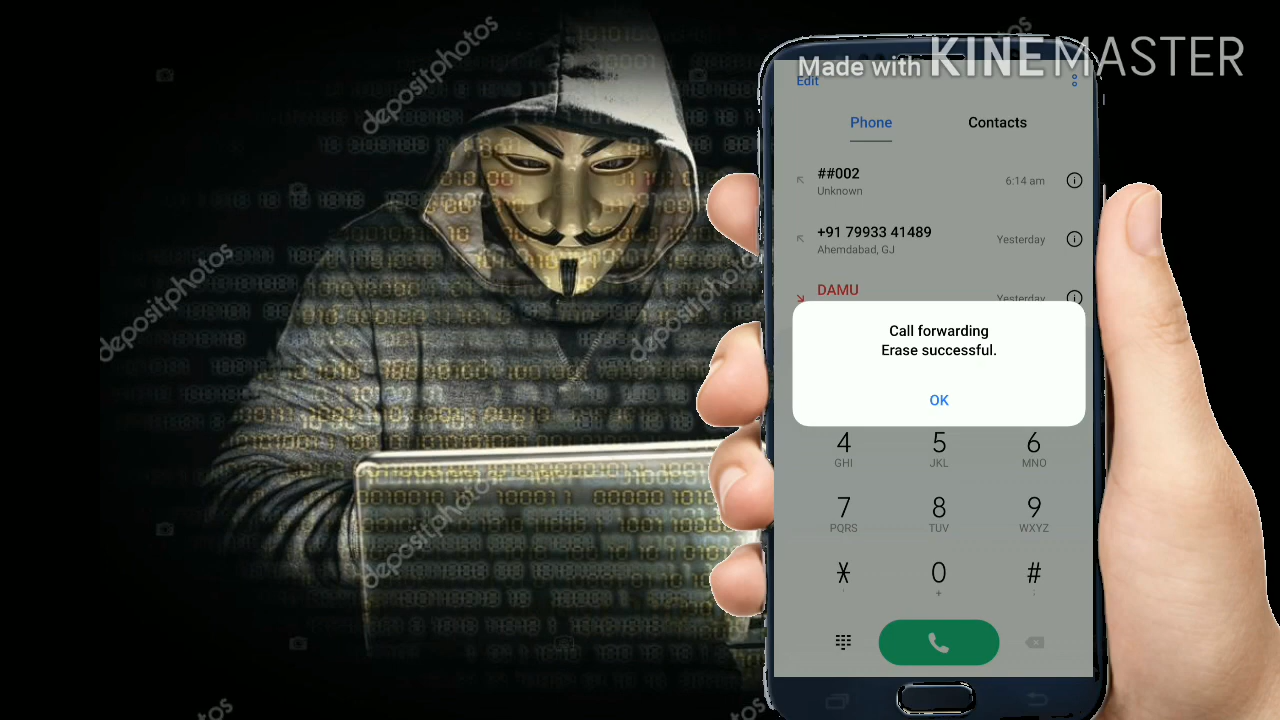 depositphotos
depositphotos
depositphotos
depositphotos
Made with KINEMASTER
Edit
Phone
Contacts
##002
Unknown
6:14 am
+91 79933 41489
Ahemdabad, GJ
Yesterday
DAMU
Yesterday
Call forwarding
Erase successful.
OK
4
GHI
5
JKL
6
MNO
7
PQRS
8
TUV
9
WXYZ
*
0
+
#